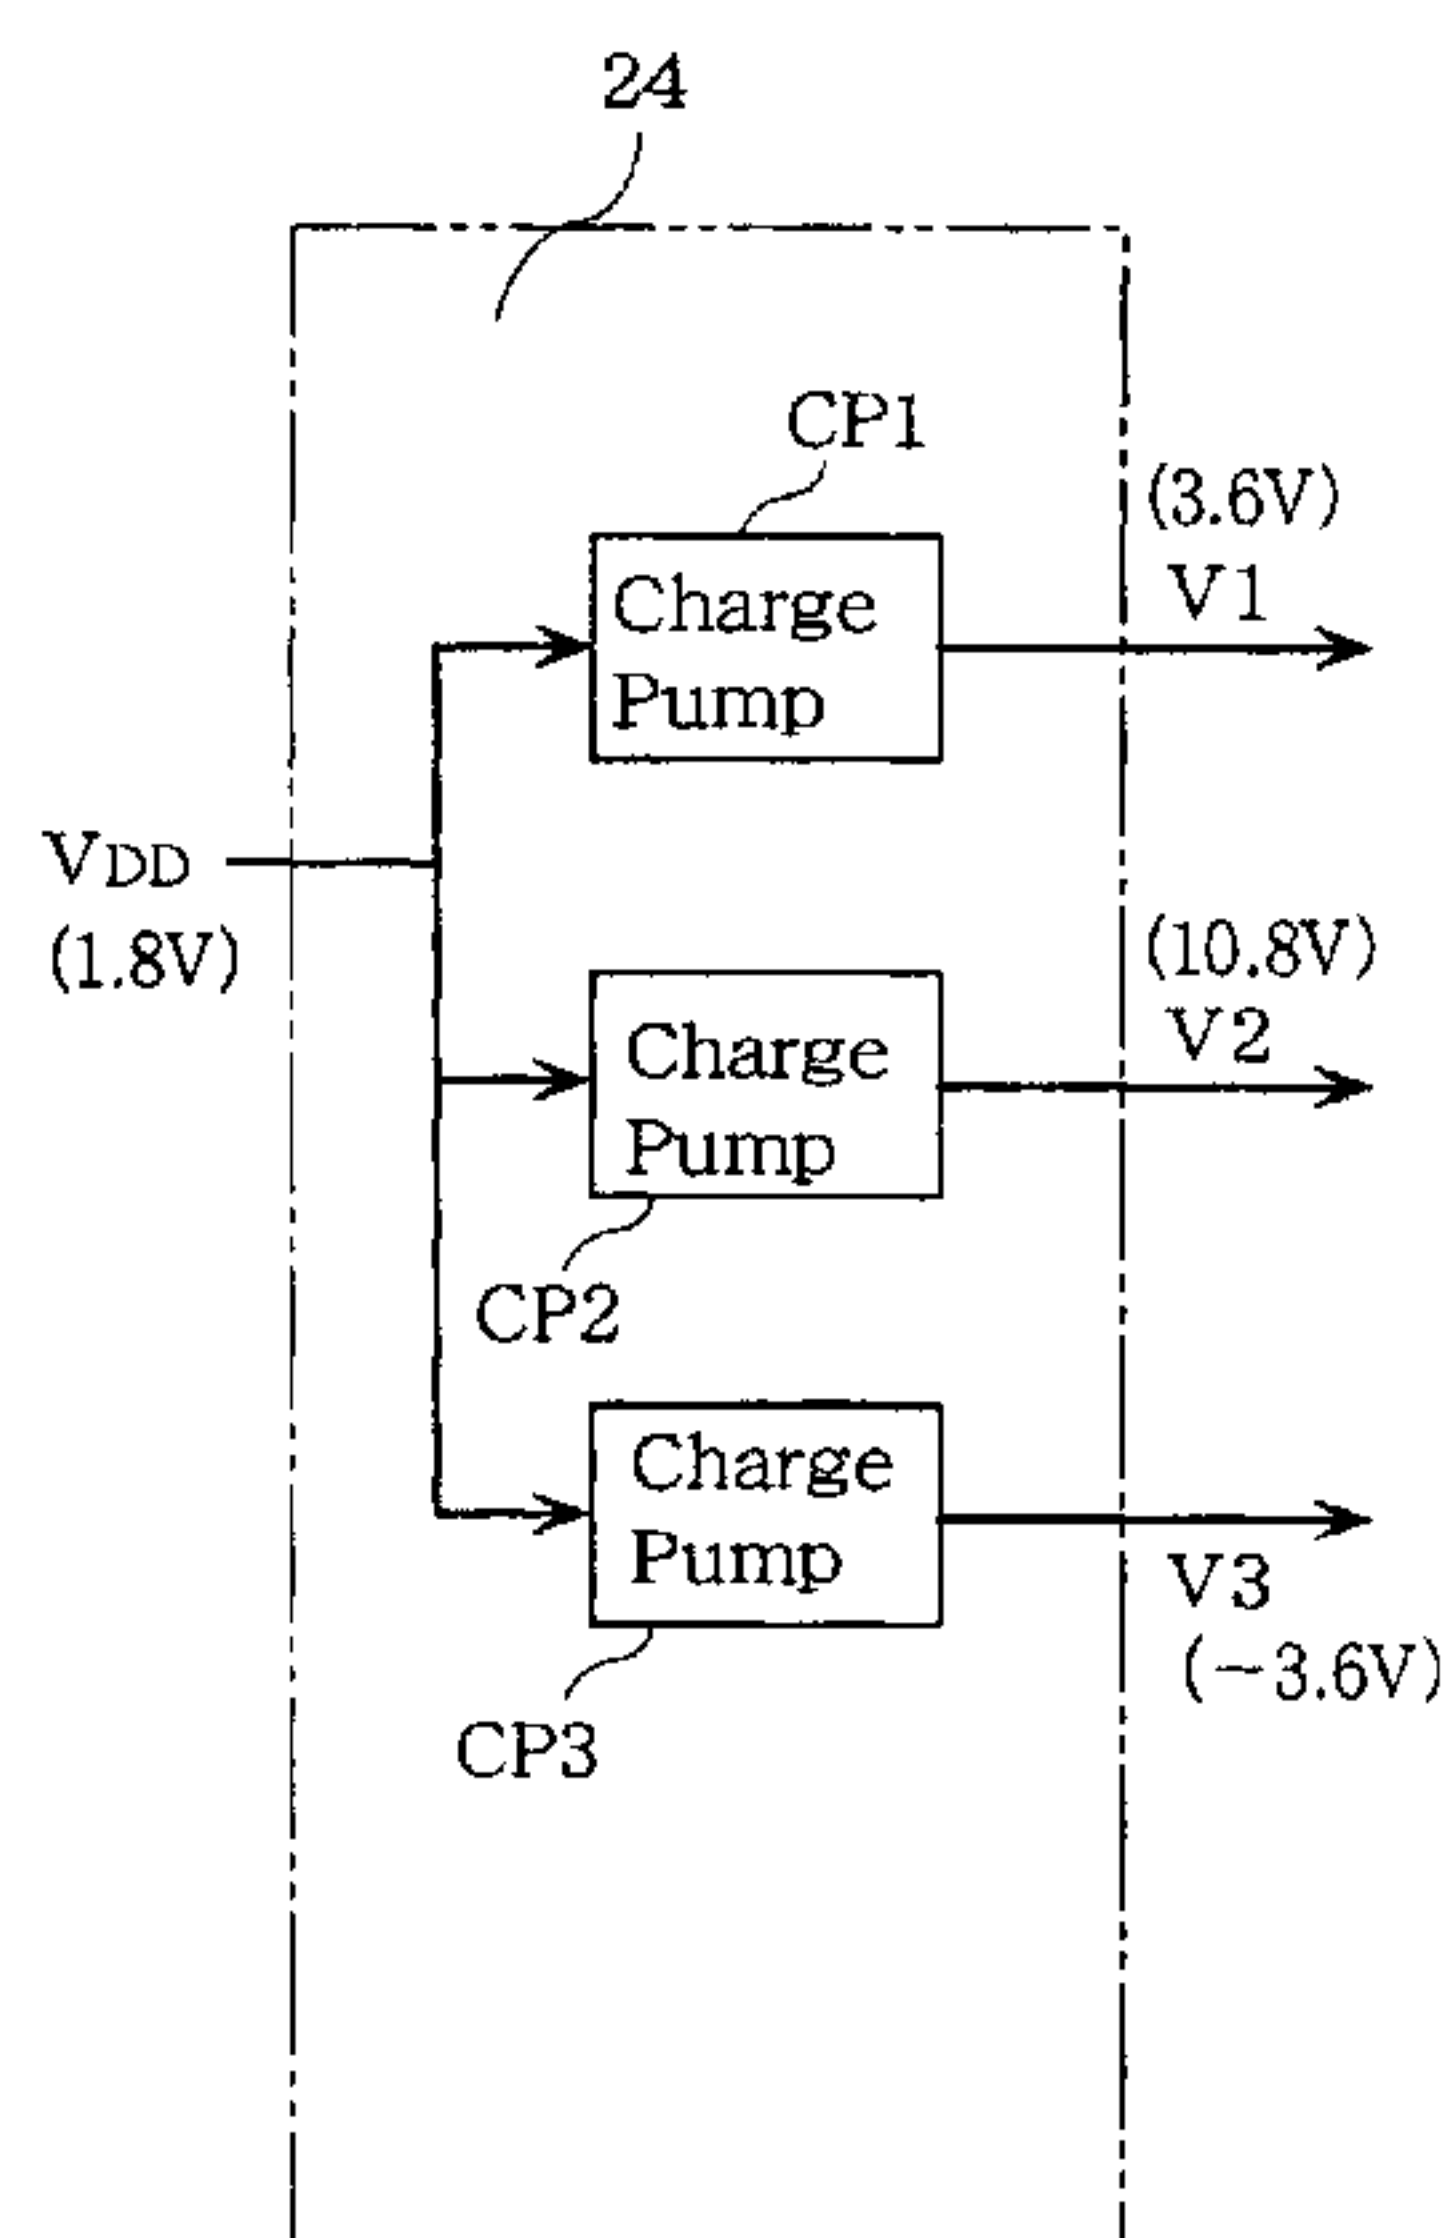 24
CP1
(3.6V)
V1
Charge
Pump
VDD
(1.8V)
(10.8V)
V2
Charge
Pump
CP2
Charge
Pump
V3
(−3.6V)
CP3